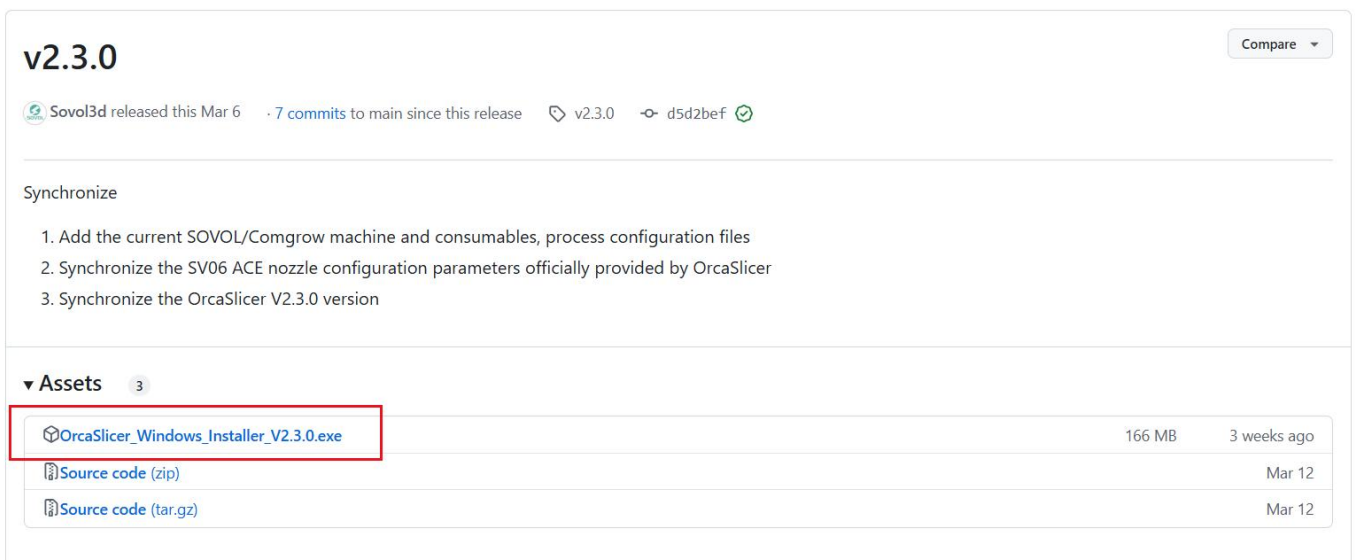 v2.3.0
Compare
Sovol3d released this Mar 6 · 7 commits to main since this release v2.3.0 d5d2bef
Synchronize
1. Add the current SOVOL/Comgrow machine and consumables, process configuration files
2. Synchronize the SV06 ACE nozzle configuration parameters officially provided by OrcaSlicer
3. Synchronize the OrcaSlicer V2.3.0 version
Assets 3
OrcaSlicer_Windows_Installer_V2.3.0.exe 166 MB 3 weeks ago
Source code (zip) Mar 12
Source code (tar.gz) Mar 12